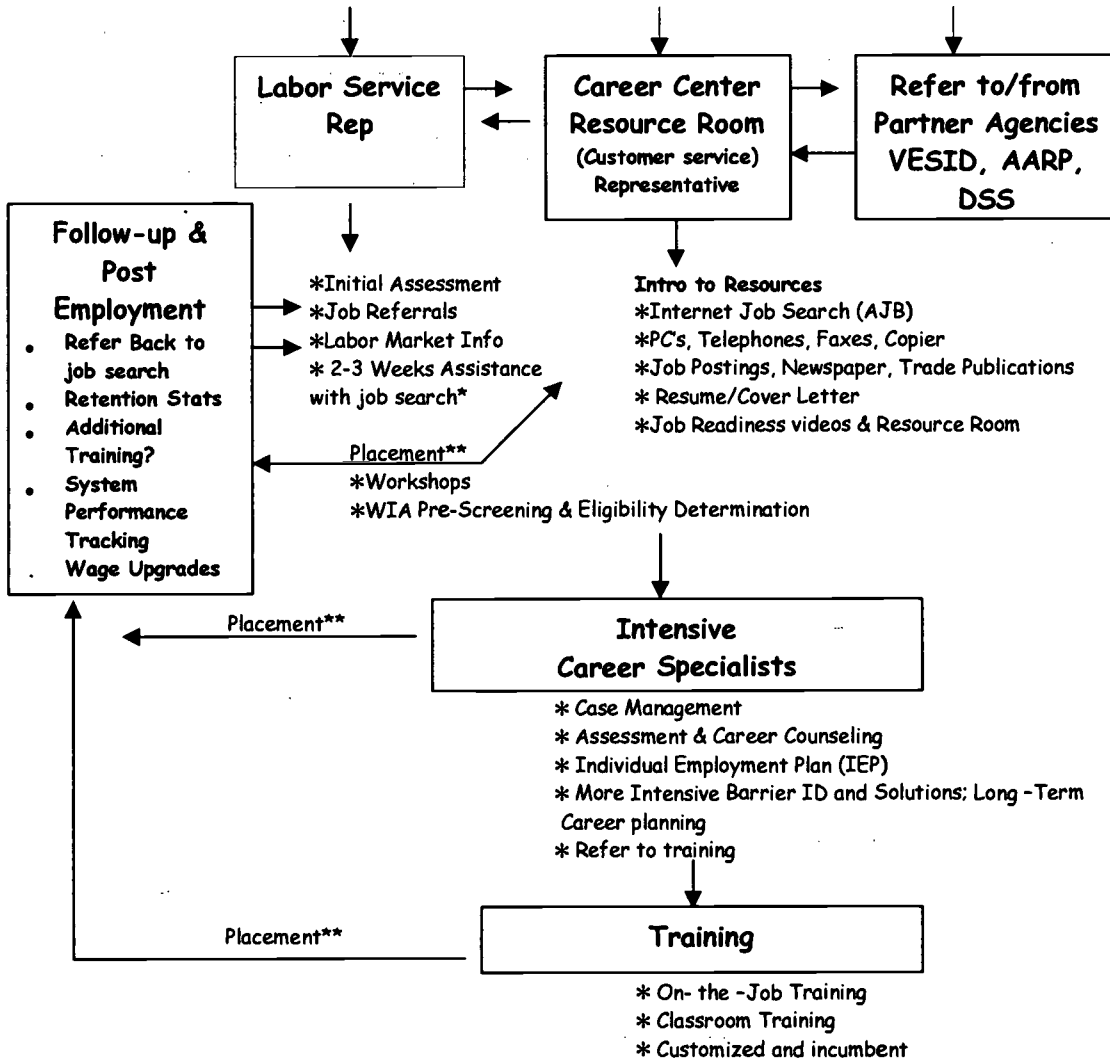 Labor Service
Rep
Career Center
Resource Room
(Customer service)
Representative
Refer to/from
Partner Agencies
VESID, AARP,
DSS
Follow-up &
Post
Employment
• Refer Back to
job search
• Retention Stats
• Additional
Training?
• System
Performance
Tracking
. Wage Upgrades
*Initial Assessment
*Job Referrals
*Labor Market Info
* 2-3 Weeks Assistance
with job search*
Intro to Resources
*Internet Job Search (AJB)
*PC's, Telephones, Faxes, Copier
*Job Postings, Newspaper, Trade Publications
* Resume/Cover Letter
*Job Readiness videos & Resource Room
Placement**
*Workshops
*WIA Pre-Screening & Eligibility Determination
Placement**
Intensive
Career Specialists
* Case Management
* Assessment & Career Counseling
* Individual Employment Plan (IEP)
* More Intensive Barrier ID and Solutions; Long -Term
Career planning
* Refer to training
Placement**
Training
* On- the -Job Training
* Classroom Training
* Customized and incumbent